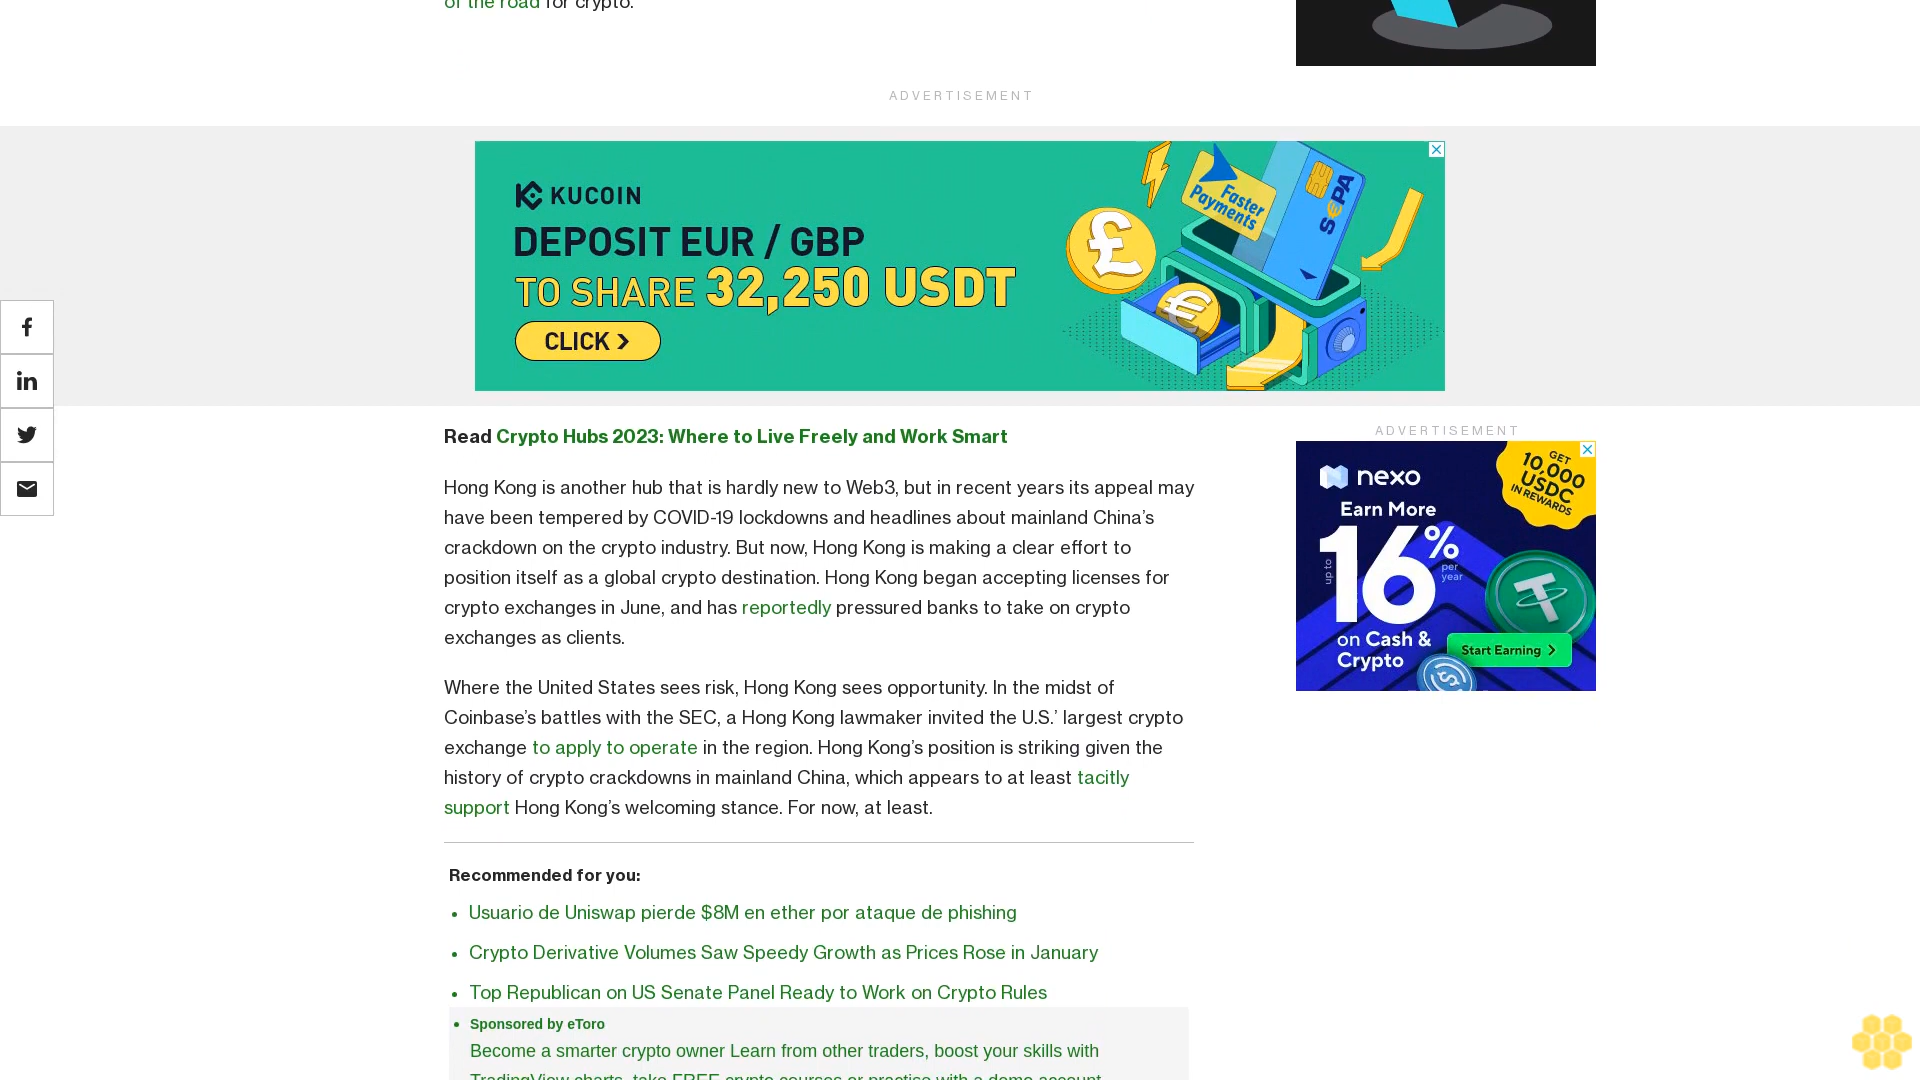 of the road for crypto.
ADVERTISEMENT
KUCOIN
DEPOSIT EUR / GBP
TO SHARE 32,250 USDT
CLICK
Faster
Payments
SEPA
Read Crypto Hubs 2023: Where to Live Freely and Work Smart
Hong Kong is another hub that is hardly new to Web3, but in recent years its appeal may
have been tempered by COVID-19 lockdowns and headlines about mainland China’s
crackdown on the crypto industry. But now, Hong Kong is making a clear effort to
position itself as a global crypto destination. Hong Kong began accepting licenses for
crypto exchanges in June, and has reportedly pressured banks to take on crypto
exchanges as clients.
Where the United States sees risk, Hong Kong sees opportunity. In the midst of
Coinbase’s battles with the SEC, a Hong Kong lawmaker invited the U.S.’ largest crypto
exchange to apply to operate in the region. Hong Kong’s position is striking given the
history of crypto crackdowns in mainland China, which appears to at least tacitly
support Hong Kong’s welcoming stance. For now, at least.
ADVERTISEMENT
nexo
GET
10,000
USDC
IN REWARDS
Earn More
up to
16%
per
year
on Cash &
Crypto
Start Earning
Recommended for you:
• Usuario de Uniswap pierde $8M en ether por ataque de phishing
• Crypto Derivative Volumes Saw Speedy Growth as Prices Rose in January
• Top Republican on US Senate Panel Ready to Work on Crypto Rules
• Sponsored by eToro
Become a smarter crypto owner Learn from other traders, boost your skills with
TradingView charts, take FREE crypto courses or practise with a demo account